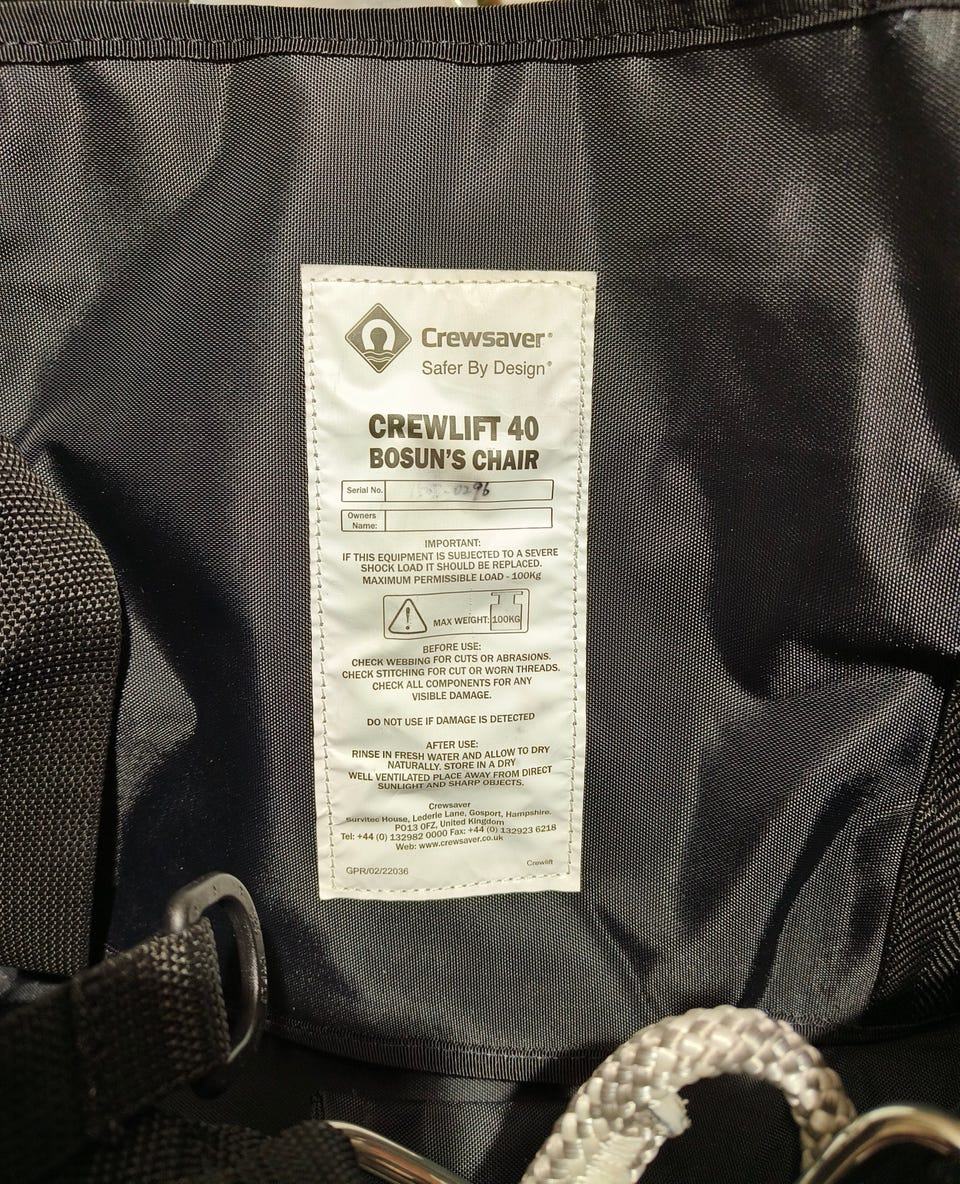 Crewsaver®
Safer By Design®
CREWLIFT 40
BOSUN'S CHAIR
Serial No. -0296
Owners
Name:
IMPORTANT:
IF THIS EQUIPMENT IS SUBJECTED TO A SEVERE
SHOCK LOAD IT SHOULD BE REPLACED.
MAXIMUM PERMISSIBLE LOAD - 100Kg
! MAX WEIGHT: 100KG
BEFORE USE:
CHECK WEBBING FOR CUTS OR ABRASIONS.
CHECK STITCHING FOR CUT OR WORN THREADS.
CHECK ALL COMPONENTS FOR ANY
VISIBLE DAMAGE.
DO NOT USE IF DAMAGE IS DETECTED
AFTER USE:
RINSE IN FRESH WATER AND ALLOW TO DRY
NATURALLY. STORE IN A DRY
WELL VENTILATED PLACE AWAY FROM DIRECT
SUNLIGHT AND SHARP OBJECTS.
Crewsaver
Survitec House, Lederle Lane, Gosport, Hampshire.
PO13 0FZ, United Kingdom
Tel: +44 (0) 132982 0000 Fax: +44 (0) 132923 6218
Web: www.crewsaver.co.uk
GPR/02/22036
Crewlift